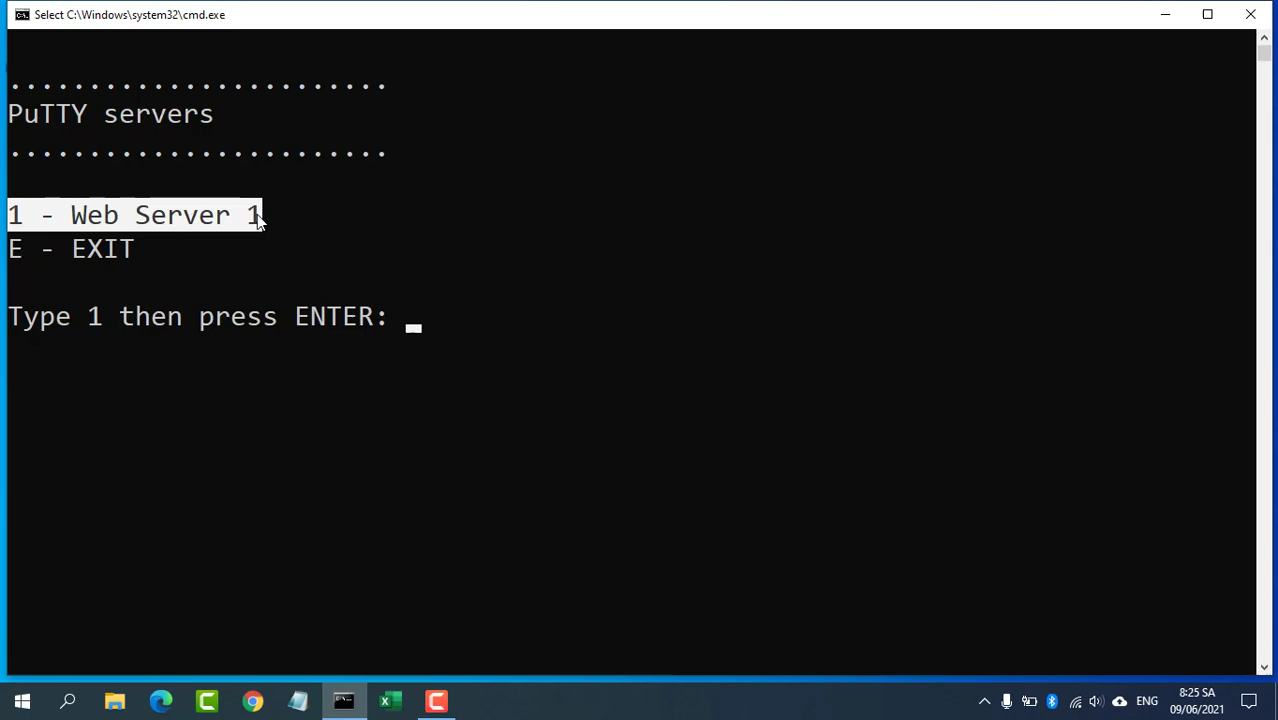 Select C:\Windows\system32\cmd.exe
........................
PuTTY servers
........................
1 - Web Server 1
E - EXIT
Type 1 then press ENTER: _
ENG
8:25 SA
09/06/2021